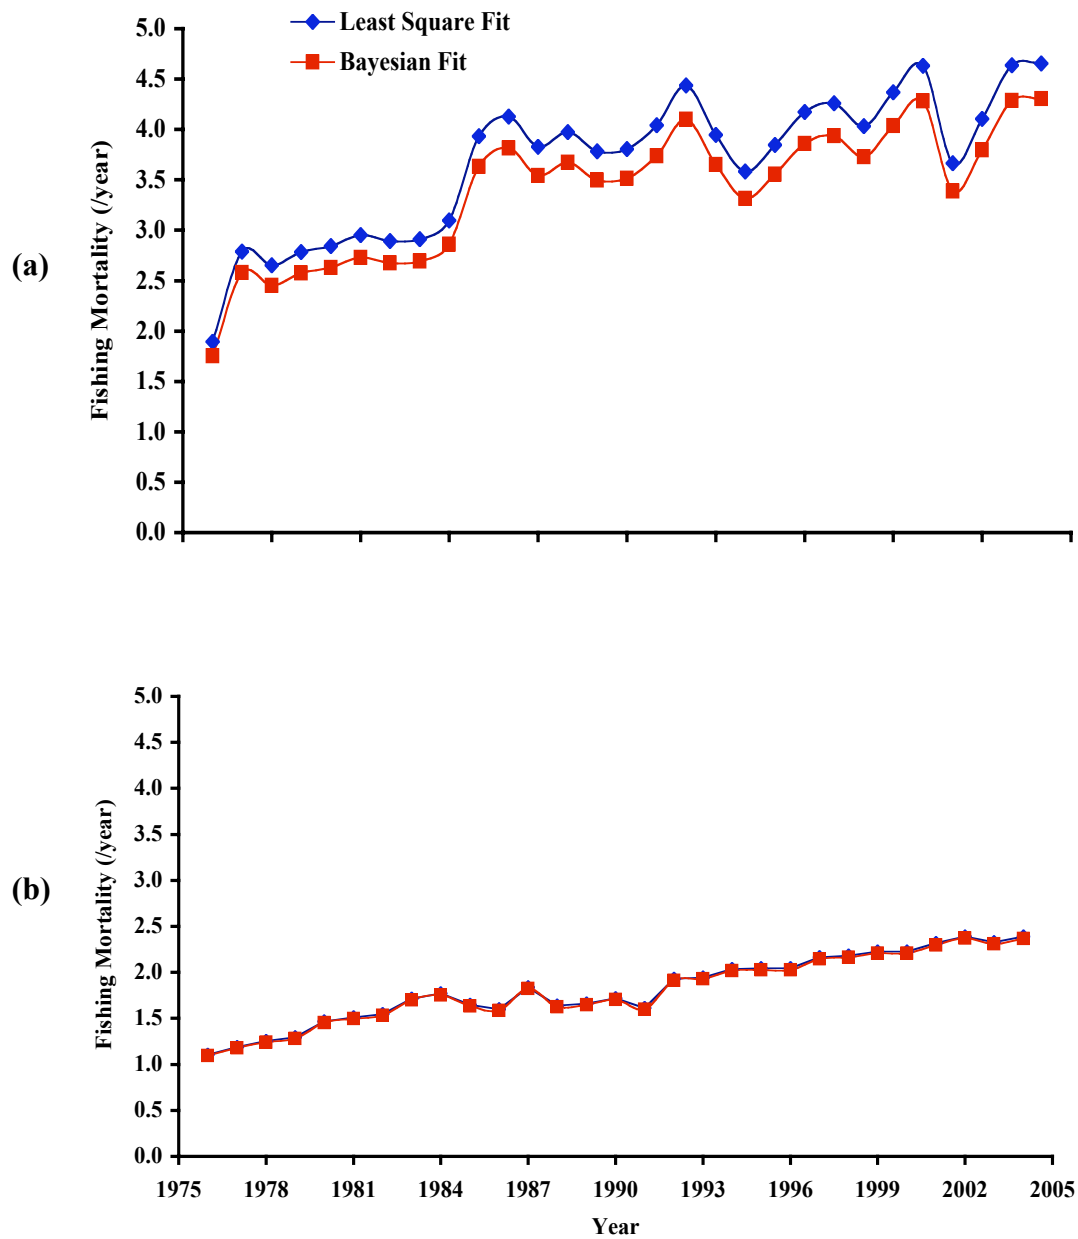 Least Square Fit
Bayesian Fit
(a)
Fishing Mortality (/year)
5.0
4.5
4.0
3.5
3.0
2.5
2.0
1.5
1.0
0.5
0.0
(b)
Fishing Mortality (/year)
5.0
4.5
4.0
3.5
3.0
2.5
2.0
1.5
1.0
0.5
0.0
1975 1978 1981 1984 1987 1990 1993 1996 1999 2002 2005
Year